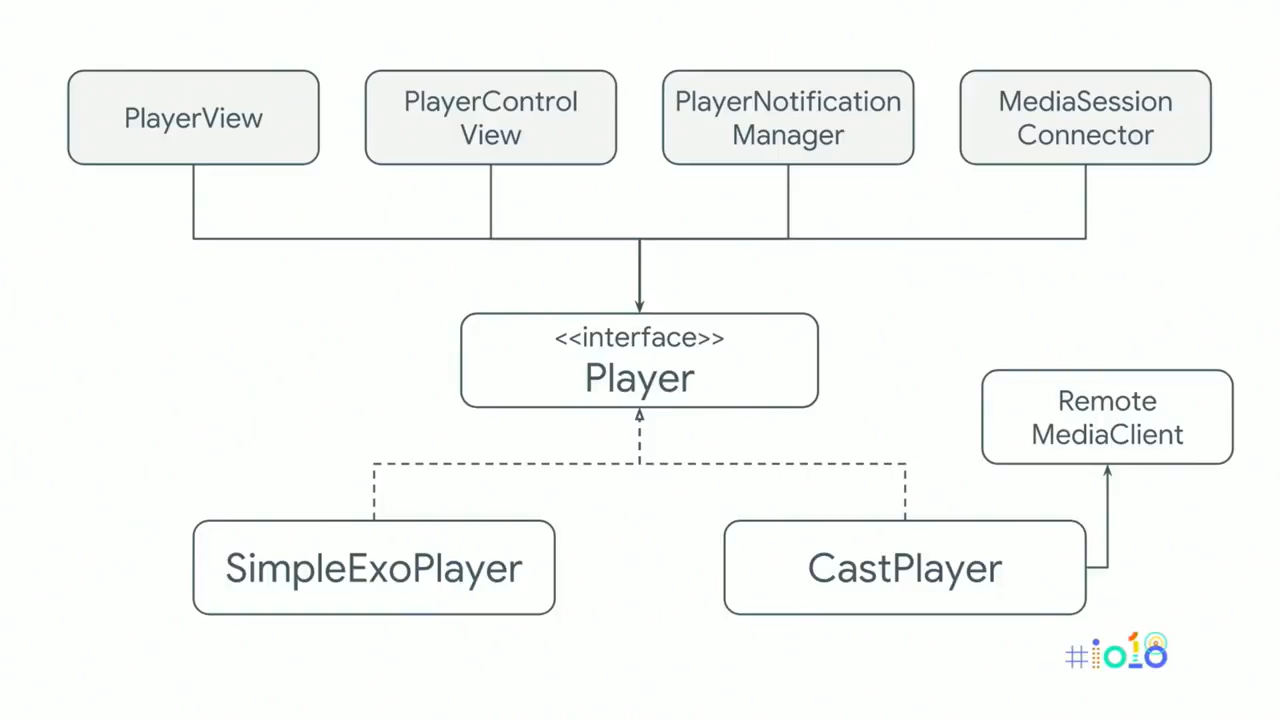 PlayerView
PlayerControl
View
PlayerNotification
Manager
MediaSession
Connector
<<interface>>
Player
Remote
MediaClient
SimpleExoPlayer
CastPlayer
#io18